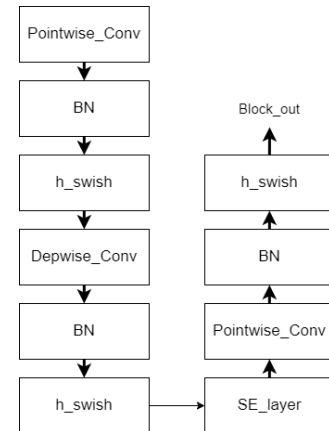 Pointwise_Conv
BN
h_swish
Depwise_Conv
BN
h_swish
SE_layer
Pointwise_Conv
BN
h_swish
Block_out